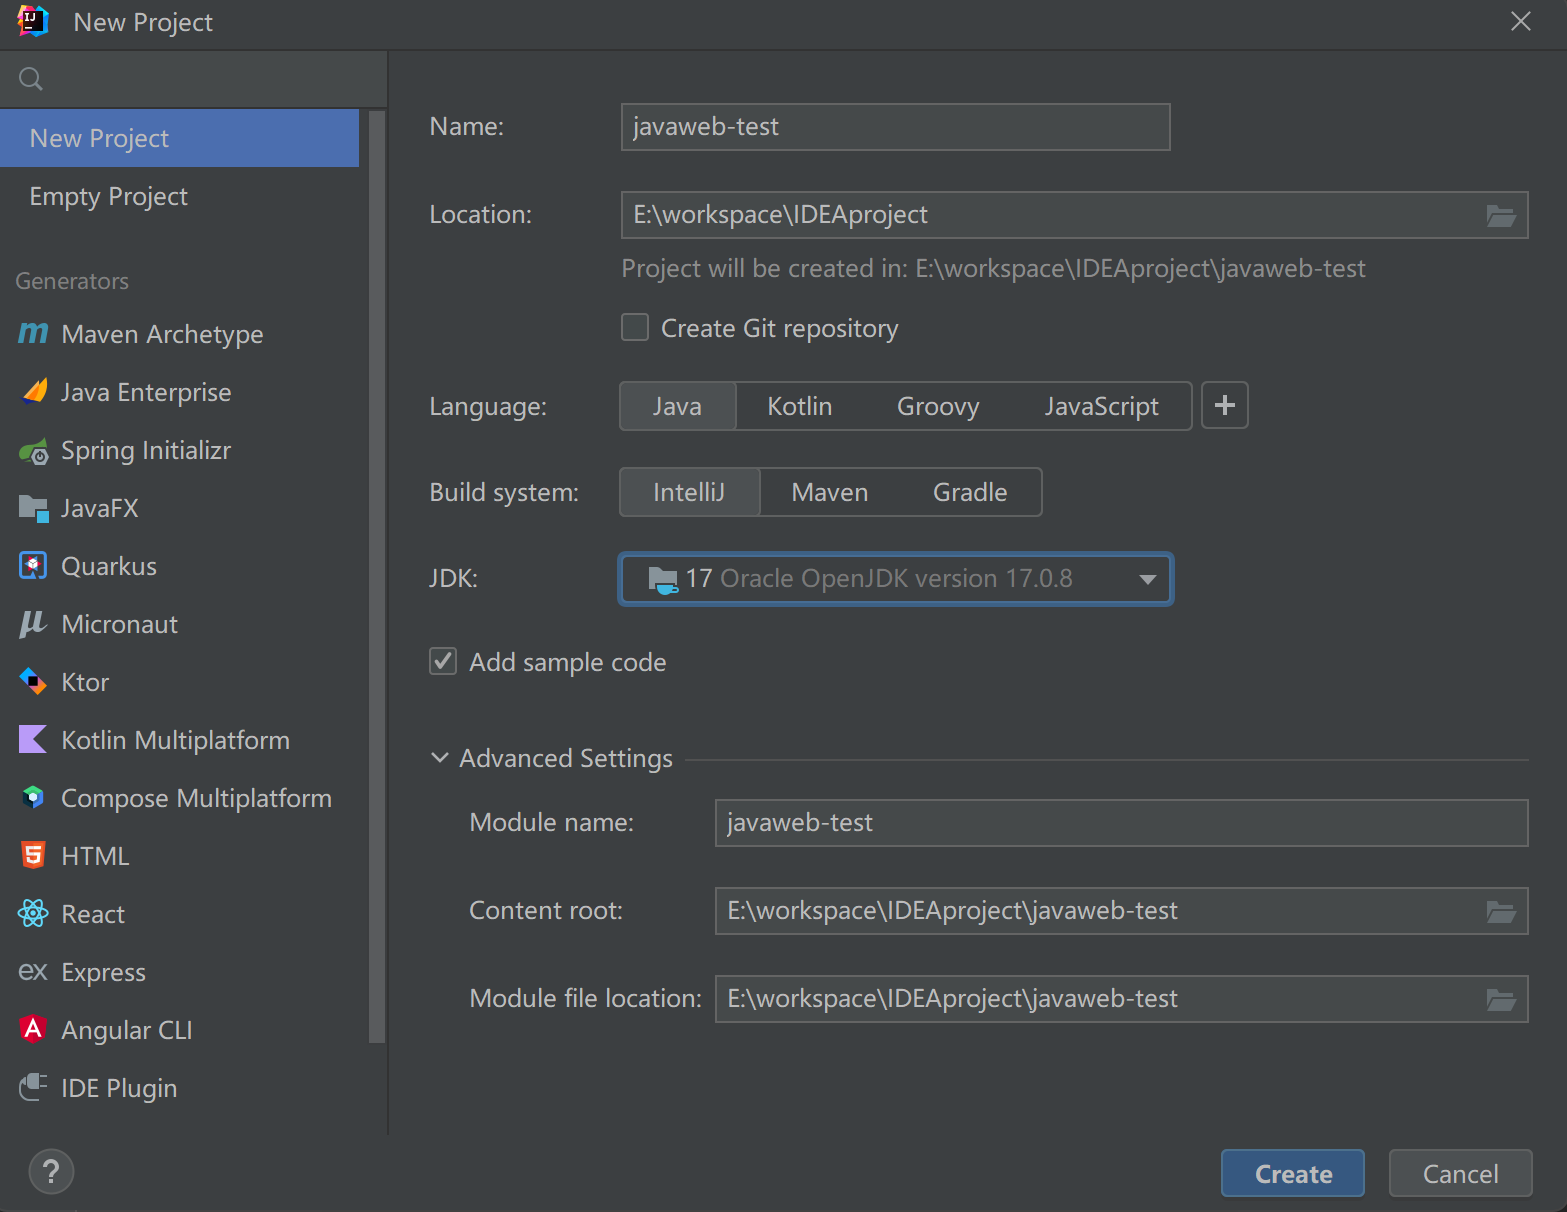 New Project
New Project
Empty Project
Generators
Maven Archetype
Java Enterprise
Spring Initializr
JavaFX
Quarkus
Micronaut
Ktor
Kotlin Multiplatform
Compose Multiplatform
HTML
React
ex Express
Angular CLI
IDE Plugin
?
Name: javaweb-test
Location: E:\workspace\IDEAproject
Project will be created in: E:\workspace\IDEAproject\javaweb-test
Create Git repository
Language: Java Kotlin Groovy JavaScript +
Build system: IntelliJ Maven Gradle
JDK: 17 Oracle OpenJDK version 17.0.8
Add sample code
Advanced Settings
Module name: javaweb-test
Content root: E:\workspace\IDEAproject\javaweb-test
Module file location: E:\workspace\IDEAproject\javaweb-test
Create Cancel